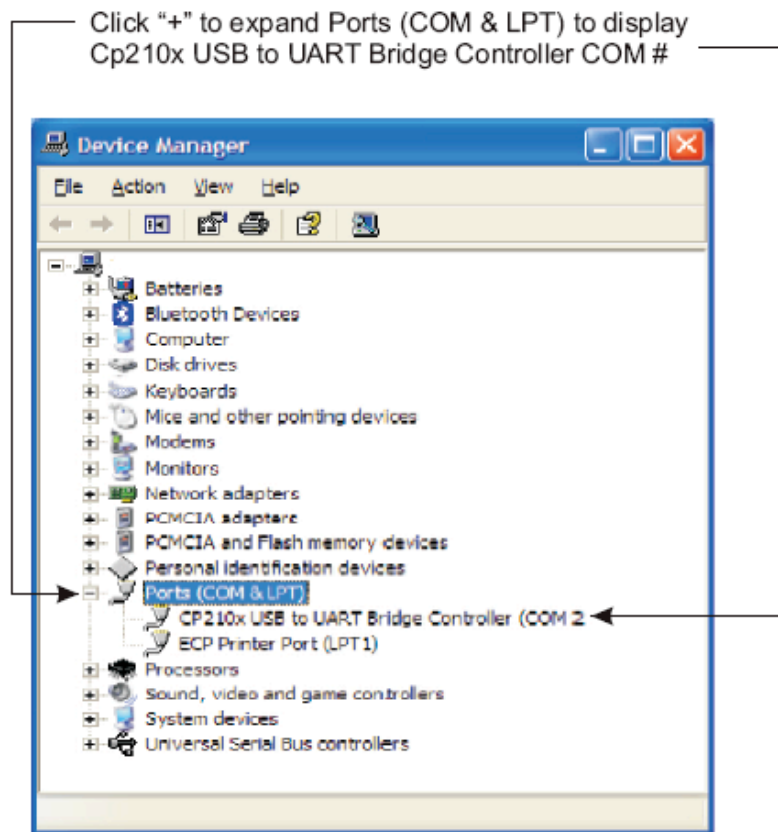 Click “+” to expand Ports (COM & LPT) to display
Cp210x USB to UART Bridge Controller COM #
Device Manager
File Action View Help
Batteries
Bluetooth Devices
Computer
Disk drives
Keyboards
Mice and other pointing devices
Modems
Monitors
Network adapters
PCMCIA adapters
PCMCIA and Flash memory devices
Personal identification devices
Ports (COM & LPT)
CP210x USB to UART Bridge Controller (COM 2
ECP Printer Port (LPT1)
Processors
Sound, video and game controllers
System devices
Universal Serial Bus controllers